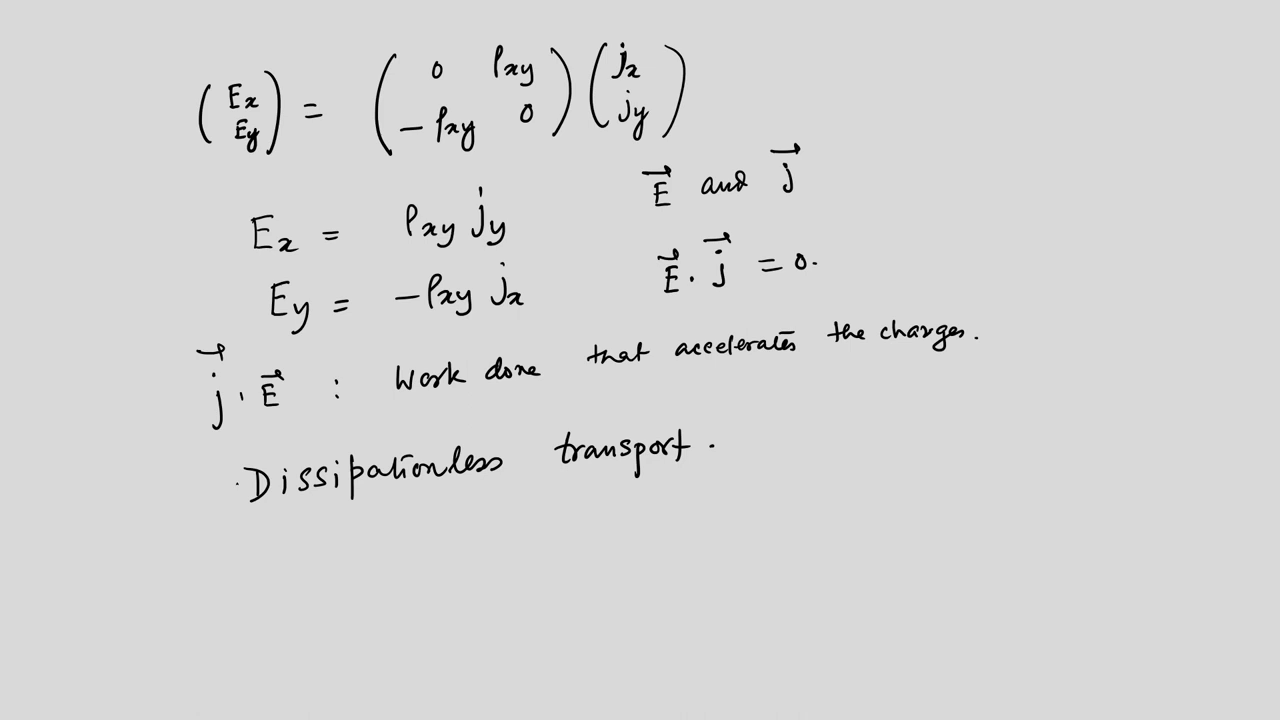 (Ex Ey) = (0 ρxy -ρxy 0) (jx jy)
Ex = ρxy jy
E⃗ and j⃗
Ey = -ρxy jx
E⃗ . j⃗ = 0.
j⃗ . E⃗ : Work done that accelerates the charges.
Dissipationless transport.